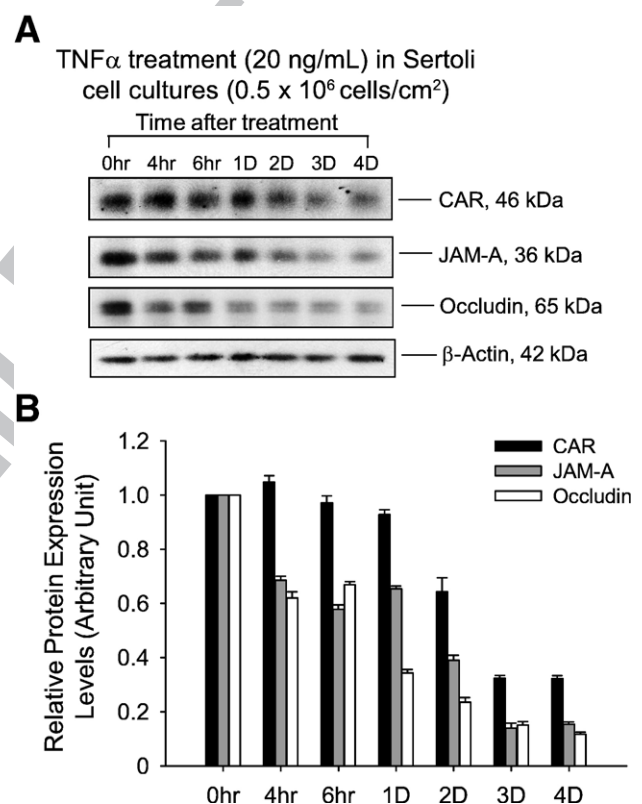 A
TNFα treatment (20 ng/mL) in Sertoli
cell cultures (0.5 x 10⁶ cells/cm²)
Time after treatment
0hr 4hr 6hr 1D 2D 3D 4D
CAR, 46 kDa
JAM-A, 36 kDa
Occludin, 65 kDa
β-Actin, 42 kDa
B
Relative Protein Expression
Levels (Arbitrary Unit)
1.2
1.0
0.8
0.6
0.4
0.2
0
CAR
JAM-A
Occludin
0hr 4hr 6hr 1D 2D 3D 4D